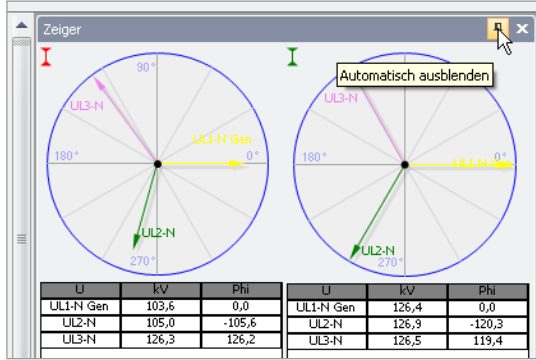 Zeiger
Automatisch ausblenden
90°
UL3-N
UL1-N Gen
180°
0°
UL2-N
270°
UL3-N
180°
UL1-N Gen
0°
UL2-N
270°
U kV Phi
UL1-N Gen 103,6 0,0
UL2-N 105,0 -105,6
UL3-N 126,3 126,2
U kV Phi
UL1-N Gen 126,4 0,0
UL2-N 126,9 -120,3
UL3-N 126,5 119,4